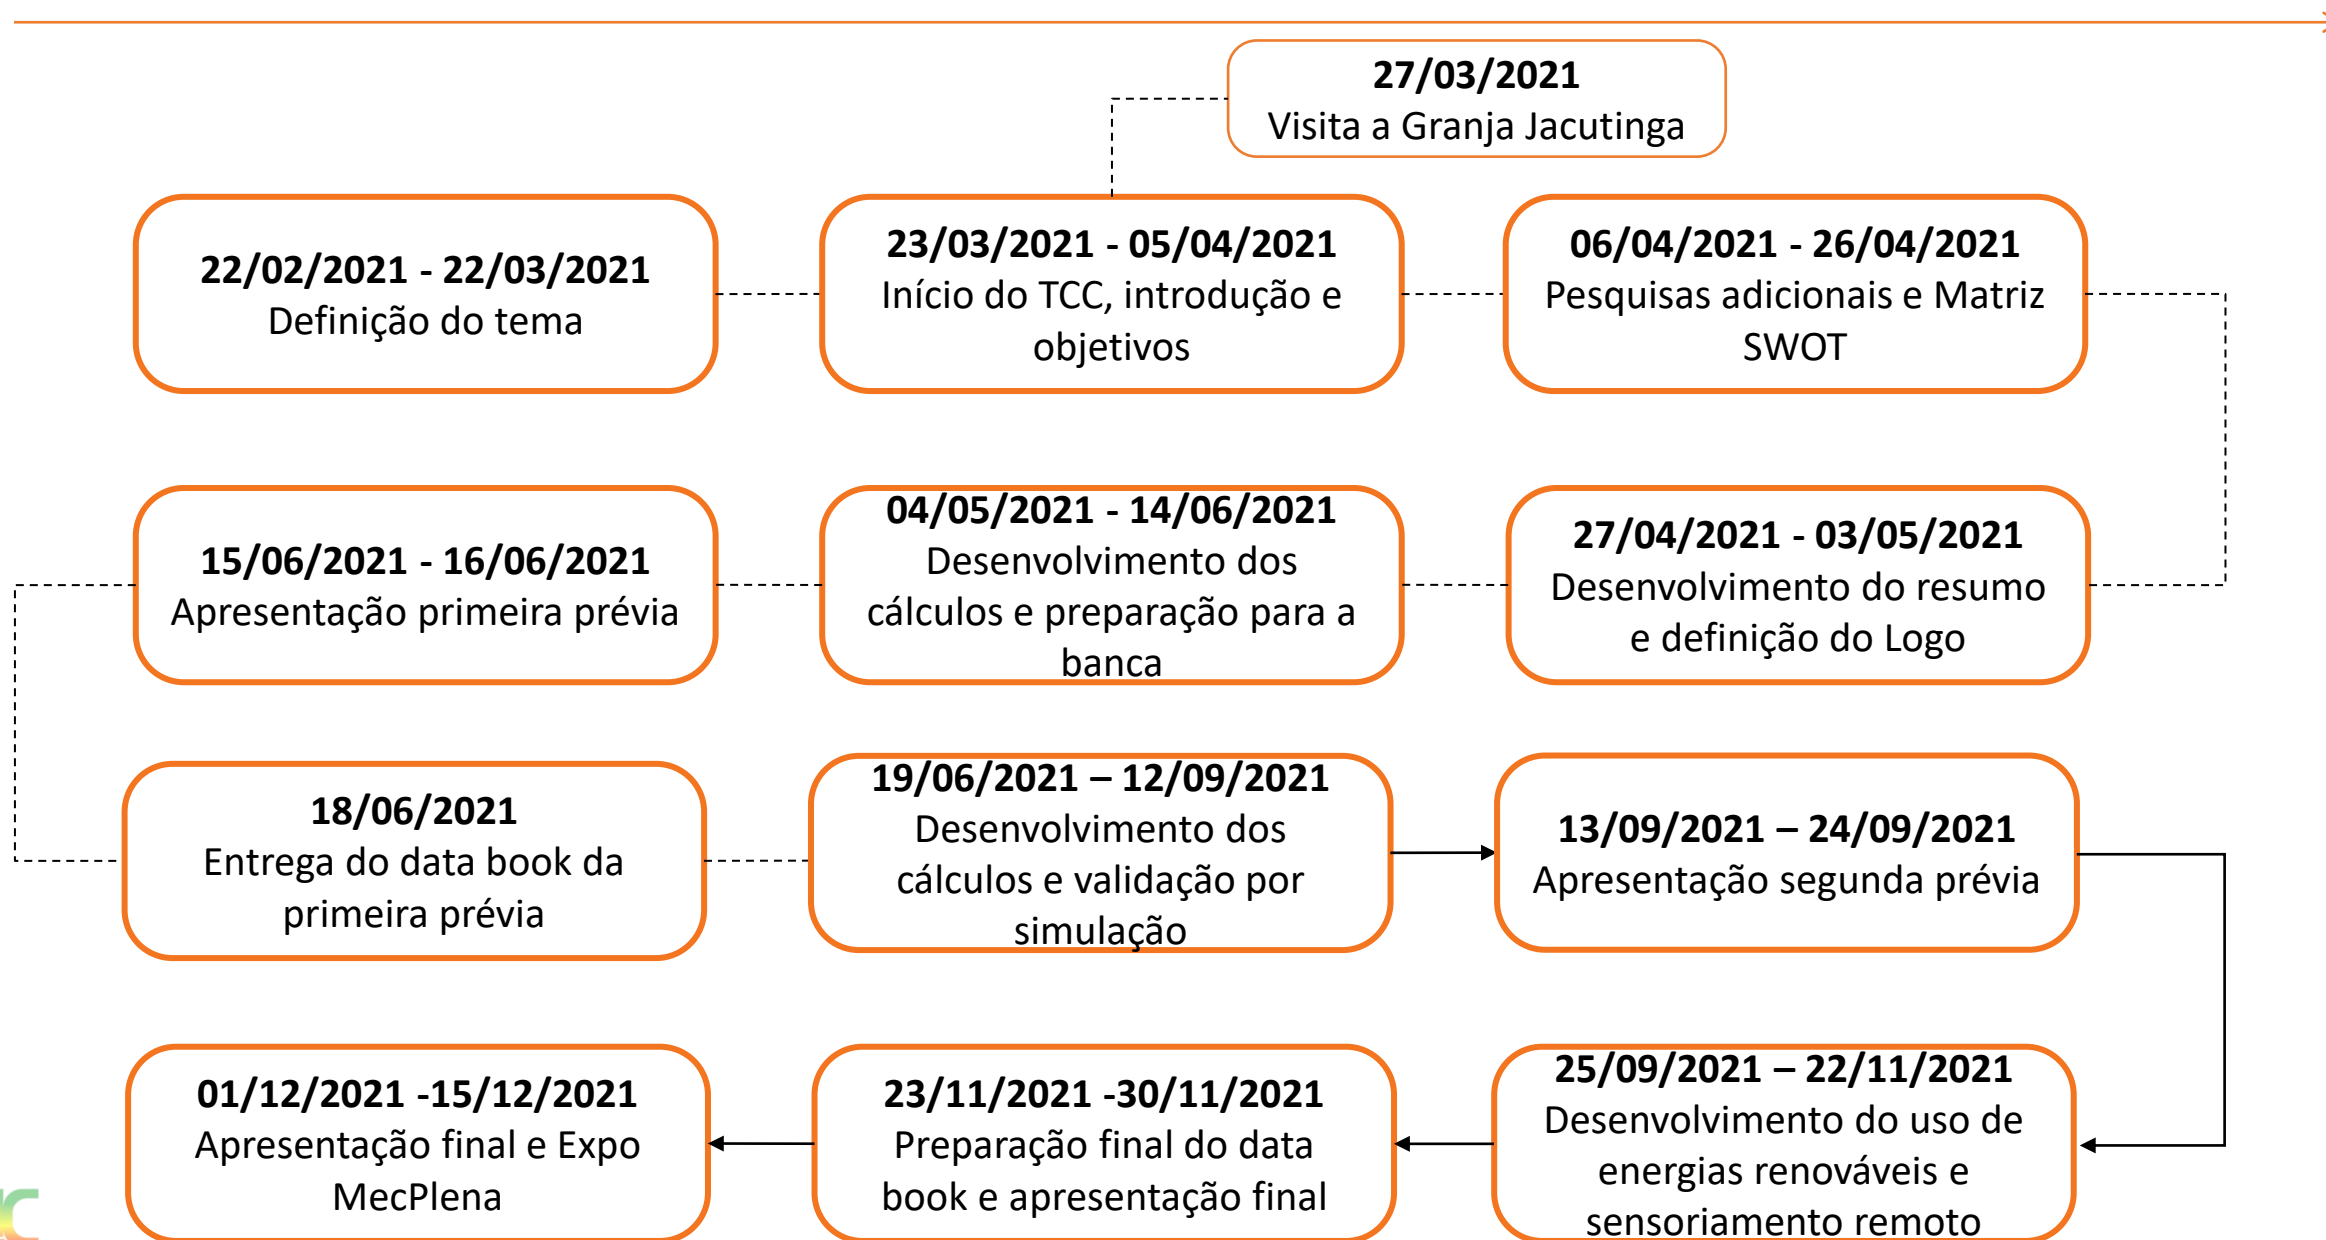 27/03/2021
Visita a Granja Jacutinga
22/02/2021 - 22/03/2021
Definição do tema
23/03/2021 - 05/04/2021
Início do TCC, introdução e
objetivos
06/04/2021 - 26/04/2021
Pesquisas adicionais e Matriz
SWOT
15/06/2021 - 16/06/2021
Apresentação primeira prévia
04/05/2021 - 14/06/2021
Desenvolvimento dos
cálculos e preparação para a
banca
27/04/2021 - 03/05/2021
Desenvolvimento do resumo
e definição do Logo
18/06/2021
Entrega do data book da
primeira prévia
19/06/2021 – 12/09/2021
Desenvolvimento dos
cálculos e validação por
simulação
13/09/2021 – 24/09/2021
Apresentação segunda prévia
01/12/2021 -15/12/2021
Apresentação final e Expo
MecPlena
23/11/2021 -30/11/2021
Preparação final do data
book e apresentação final
25/09/2021 – 22/11/2021
Desenvolvimento do uso de
energias renováveis e
sensoriamento remoto